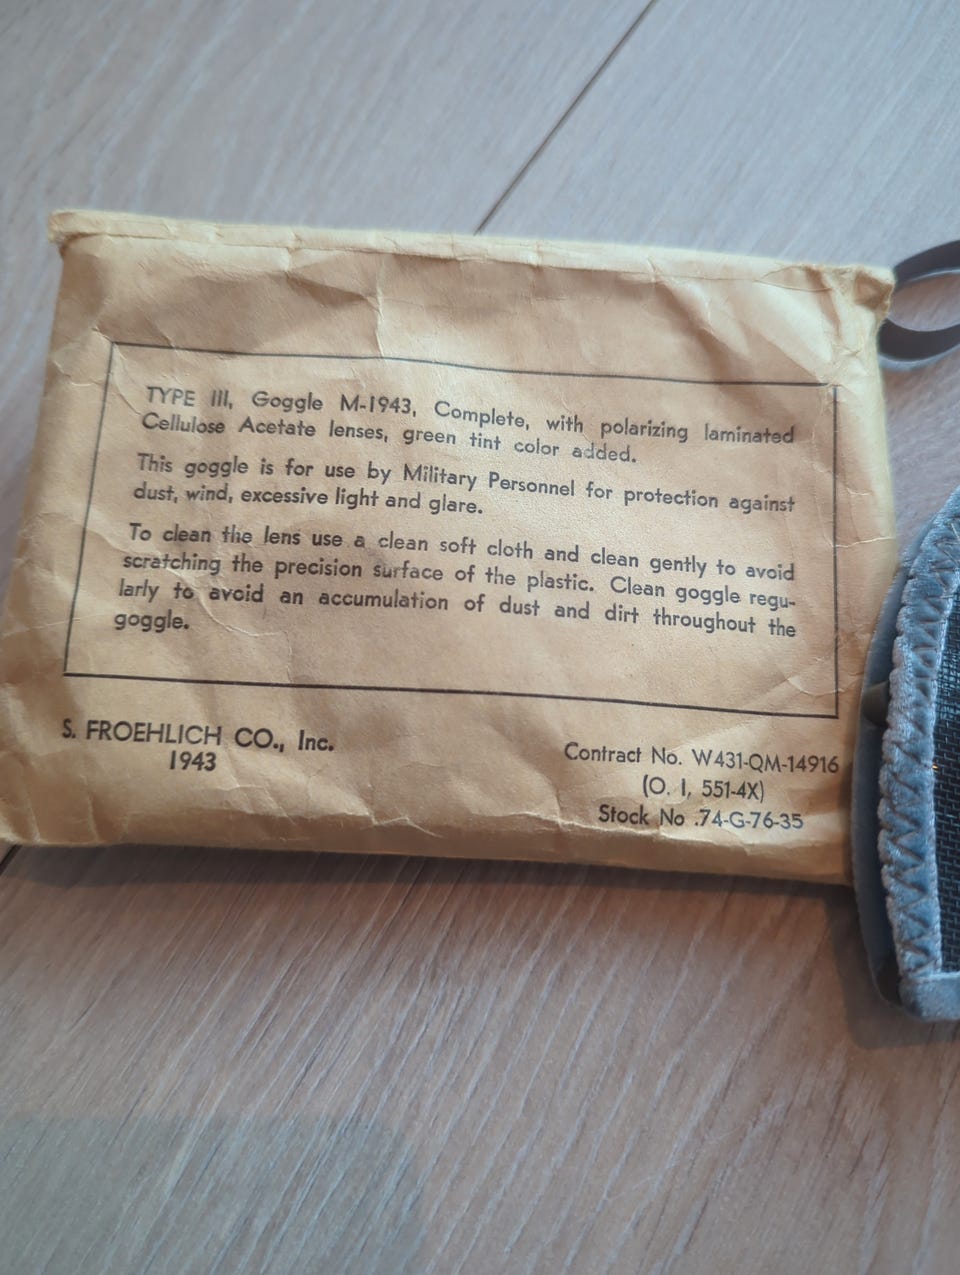 TYPE III, Goggle M-1943, Complete, with polarizing laminated
Cellulose Acetate lenses, green tint color added.
This goggle is for use by Military Personnel for protection against
dust, wind, excessive light and glare.
To clean the lens use a clean soft cloth and clean gently to avoid
scratching the precision surface of the plastic. Clean goggle regu-
larly to avoid an accumulation of dust and dirt throughout the
goggle.
S. FROEHLICH CO., Inc.
1943
Contract No. W431-QM-14916
(O. I, 551-4X)
Stock No .74-G-76-35